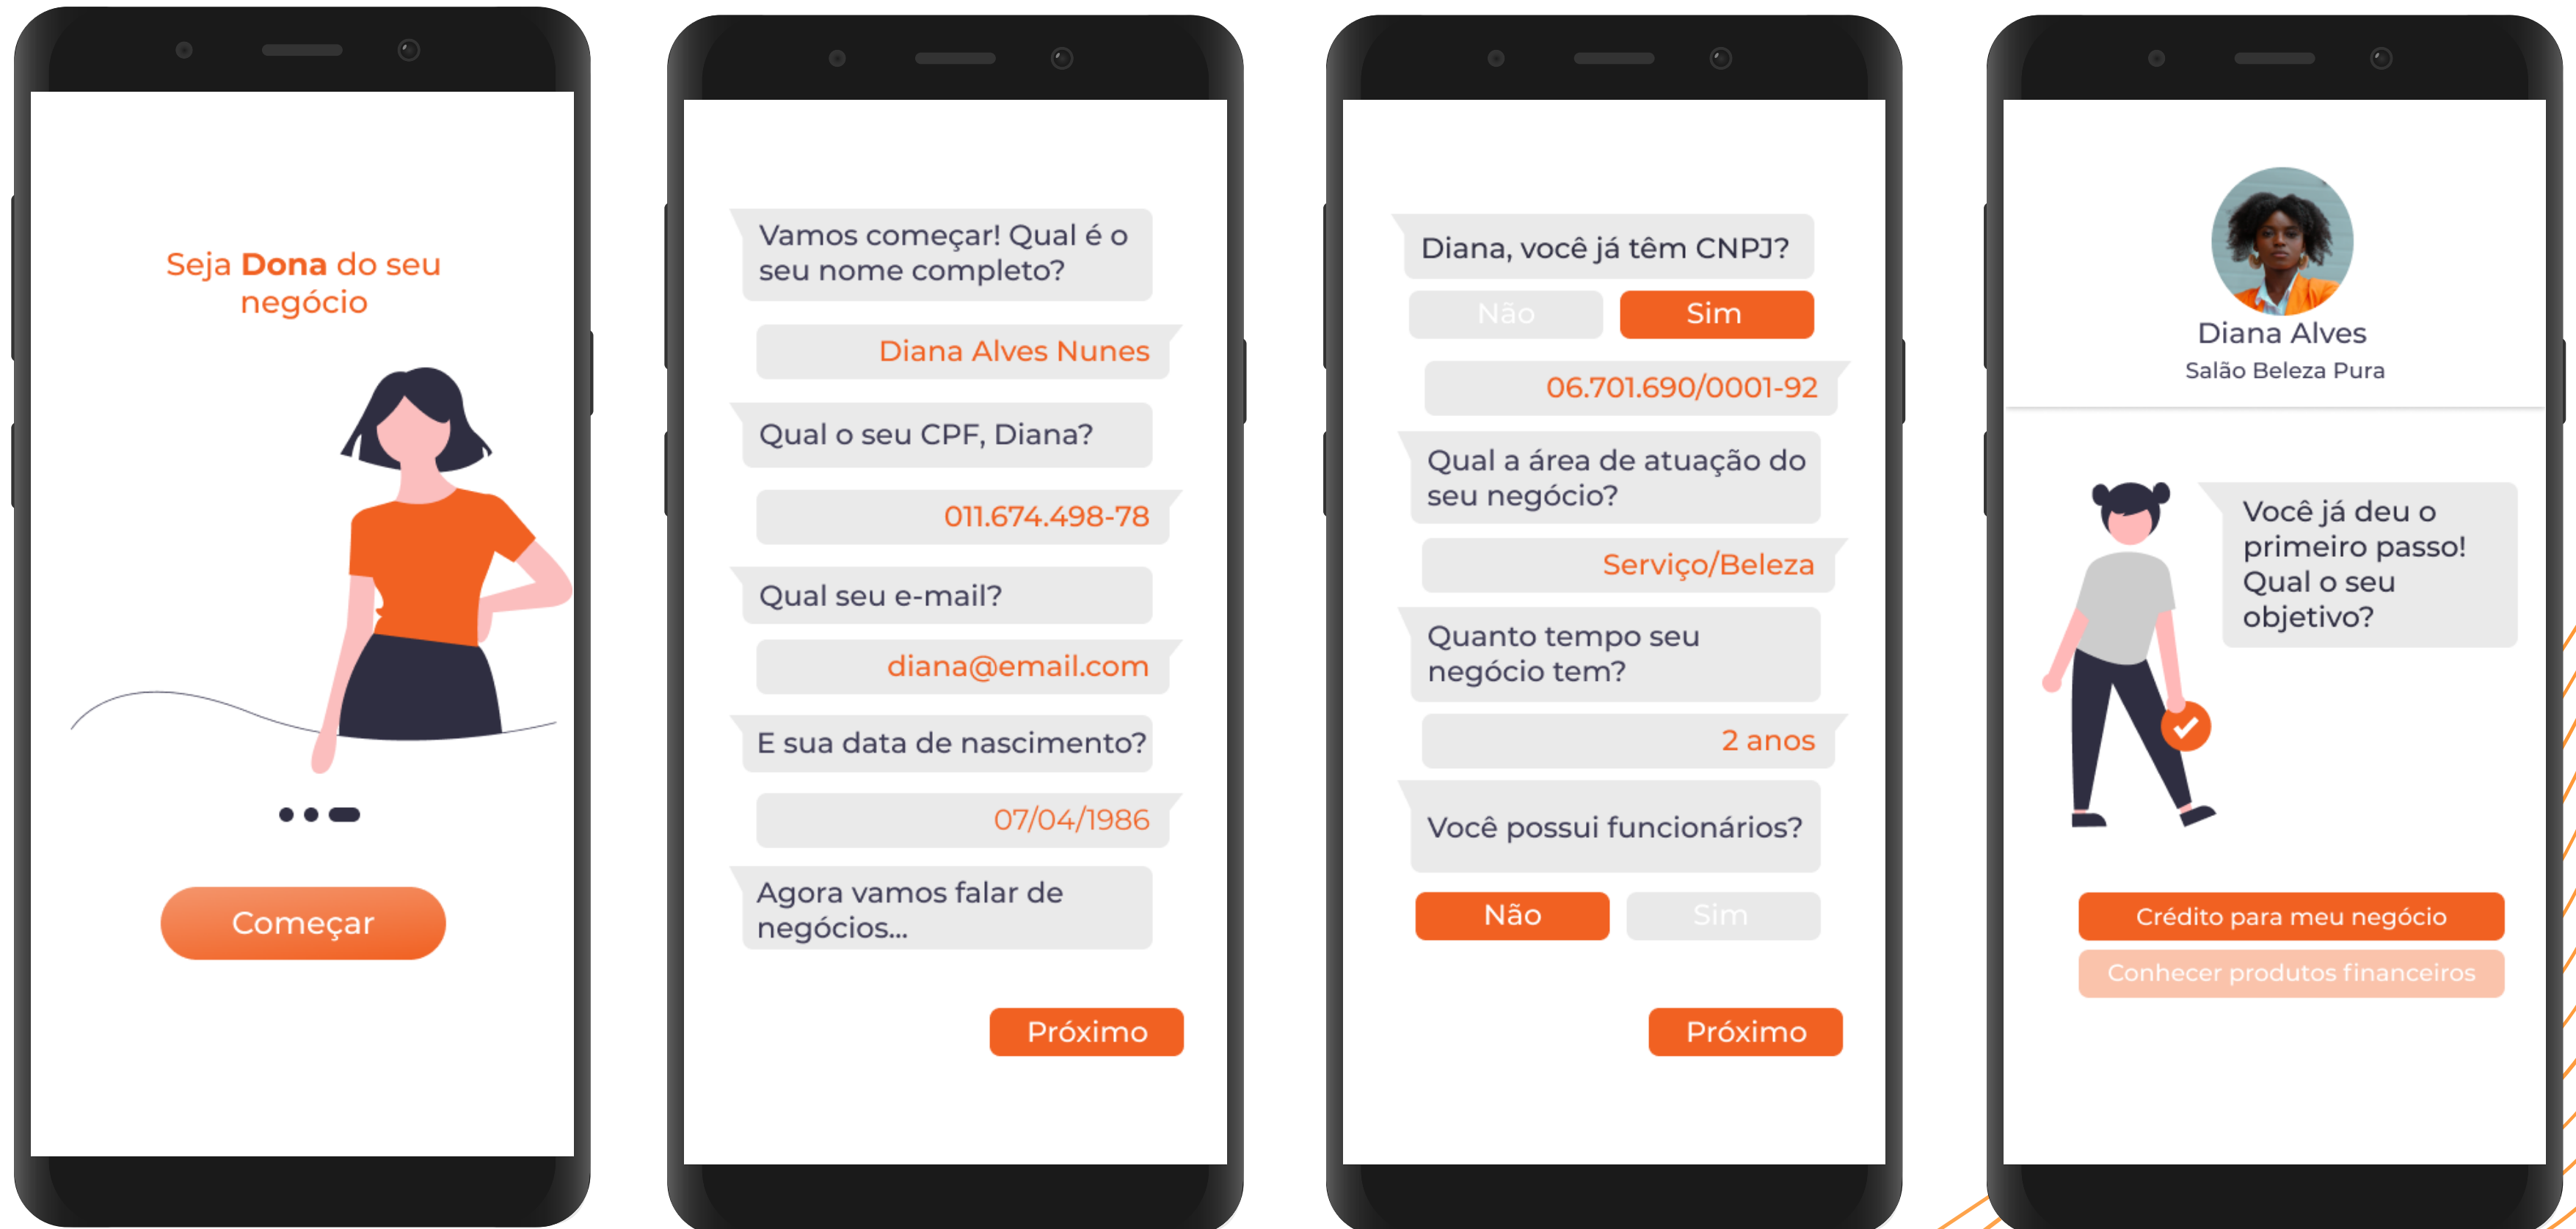 Seja Dona do seu
negócio
Começar
Vamos começar! Qual é o
seu nome completo?
Diana Alves Nunes
Qual o seu CPF, Diana?
011.674.498-78
Qual seu e-mail?
diana@email.com
E sua data de nascimento?
07/04/1986
Agora vamos falar de
negócios...
Próximo
Diana, você já têm CNPJ?
Não
Sim
06.701.690/0001-92
Qual a área de atuação do
seu negócio?
Serviço/Beleza
Quanto tempo seu
negócio tem?
2 anos
Você possui funcionários?
Não
Sim
Próximo
Diana Alves
Salão Beleza Pura
Você já deu o
primeiro passo!
Qual o seu
objetivo?
Crédito para meu negócio
Conhecer produtos financeiros